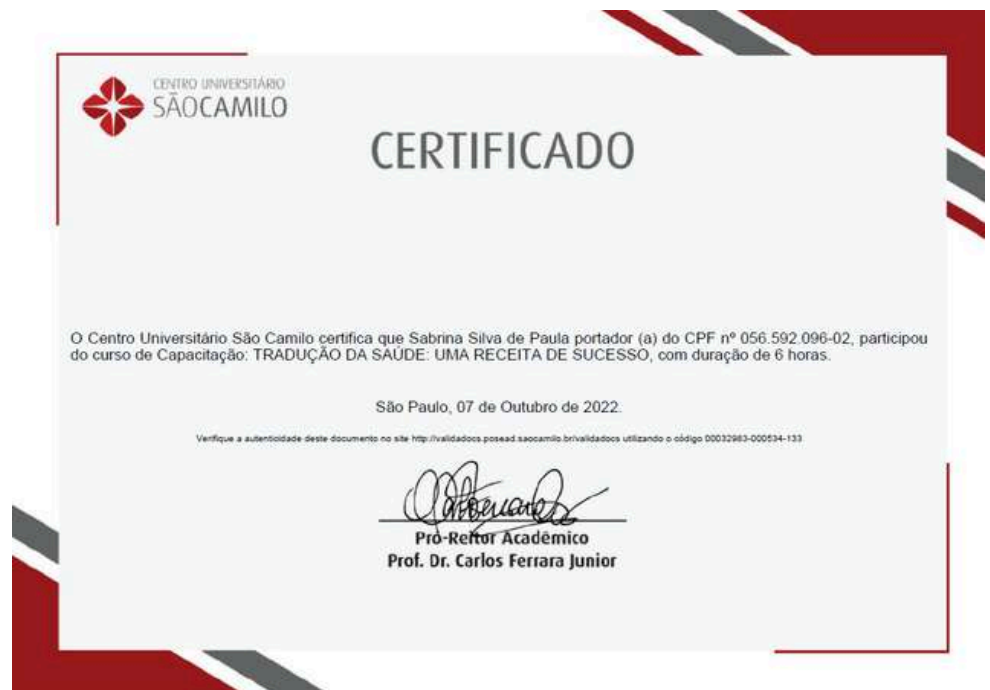 CENTRO UNIVERSITÁRIO
SÃOCAMILO
CERTIFICADO
O Centro Universitário São Camilo certifica que Sabrina Silva de Paula portador (a) do CPF nº 056.592.096-02, participou
do curso de Capacitação: TRADUÇÃO DA SAÚDE: UMA RECEITA DE SUCESSO, com duração de 6 horas.
São Paulo, 07 de Outubro de 2022.
Verifique a autenticidade deste documento no site http://validadocs.posead.saocamilo.br/validadocs utilizando o código 00032983-000534-133
Pró-Reitor Acadêmico
Prof. Dr. Carlos Ferrara Junior